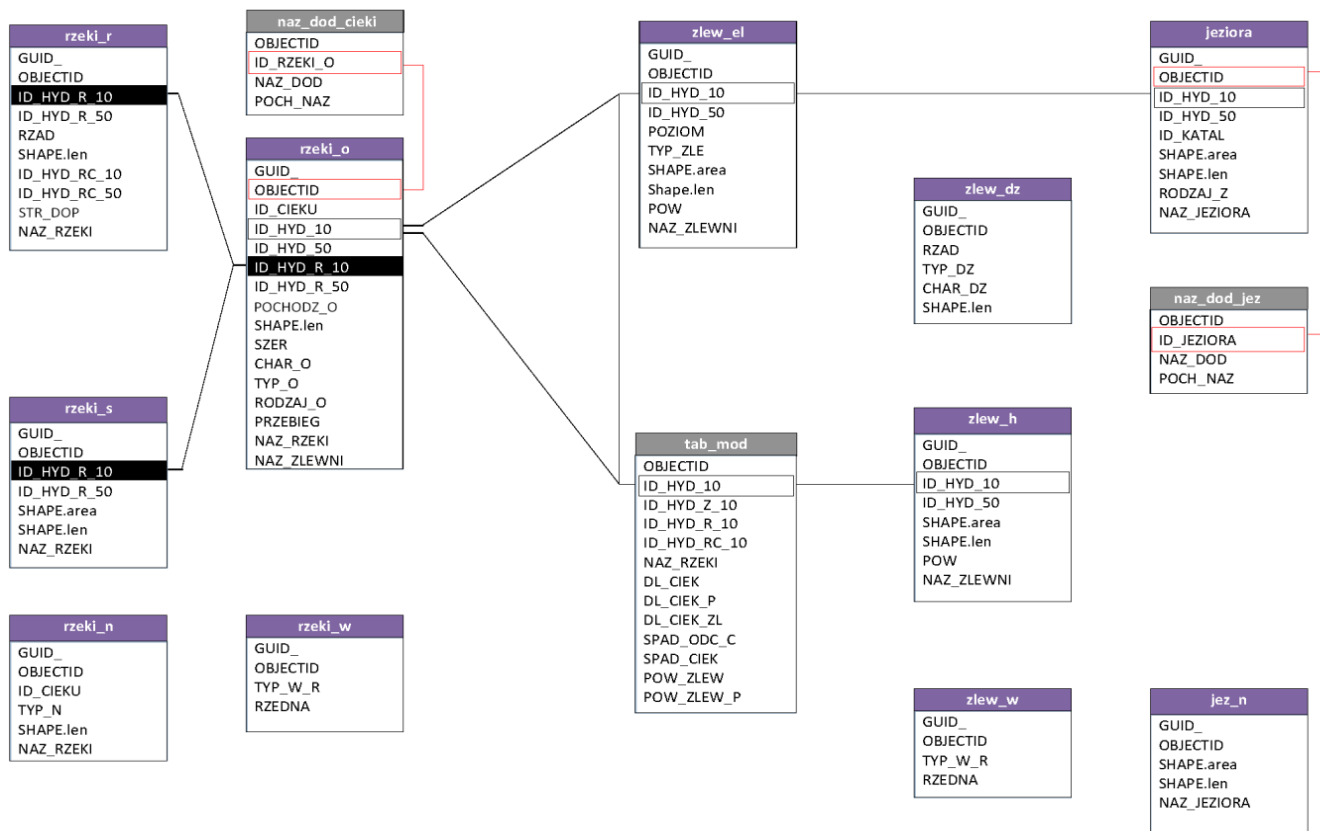 rzeki_r
GUID_
OBJECTID
ID_HYD_R_10
ID_HYD_R_50
RZAD
SHAPE.len
ID_HYD_RC_10
ID_HYD_RC_50
STR_DOP
NAZ_RZEKI
naz_dod_cieki
OBJECTID
ID_RZEKI_O
NAZ_DOD
POCH_NAZ
rzeki_o
GUID_
OBJECTID
ID_CIEKU
ID_HYD_10
ID_HYD_50
ID_HYD_R_10
ID_HYD_R_50
POCHODZ_O
SHAPE.len
SZER
CHAR_O
TYP_O
RODZAJ_O
PRZEBIEG
NAZ_RZEKI
NAZ_ZLEWNI
rzeki_s
GUID_
OBJECTID
ID_HYD_R_10
ID_HYD_R_50
SHAPE.area
SHAPE.len
NAZ_RZEKI
rzeki_n
GUID_
OBJECTID
ID_CIEKU
TYP_N
SHAPE.len
NAZ_RZEKI
rzeki_w
GUID_
OBJECTID
TYP_W_R
RZEDNA
zlew_el
GUID_
OBJECTID
ID_HYD_10
ID_HYD_50
POZIOM
TYP_ZLE
SHAPE.area
Shape.len
POW
NAZ_ZLEWNI
tab_mod
OBJECTID
ID_HYD_10
ID_HYD_Z_10
ID_HYD_R_10
ID_HYD_RC_10
NAZ_RZEKI
DL_CIEK
DL_CIEK_P
DL_CIEK_ZL
SPAD_ODC_C
SPAD_CIEK
POW_ZLEW
POW_ZLEW_P
zlew_dz
GUID_
OBJECTID
RZAD
TYP_DZ
CHAR_DZ
SHAPE.len
zlew_h
GUID_
OBJECTID
ID_HYD_10
ID_HYD_50
SHAPE.area
SHAPE.len
POW
NAZ_ZLEWNI
zlew_w
GUID_
OBJECTID
TYP_W_R
RZEDNA
jeziora
GUID_
OBJECTID
ID_HYD_10
ID_HYD_50
ID_KATAL
SHAPE.area
SHAPE.len
RODZAJ_Z
NAZ_JEZIORA
naz_dod_jez
OBJECTID
ID_JEZIORA
NAZ_DOD
POCH_NAZ
jez_n
GUID_
OBJECTID
SHAPE.area
SHAPE.len
NAZ_JEZIORA